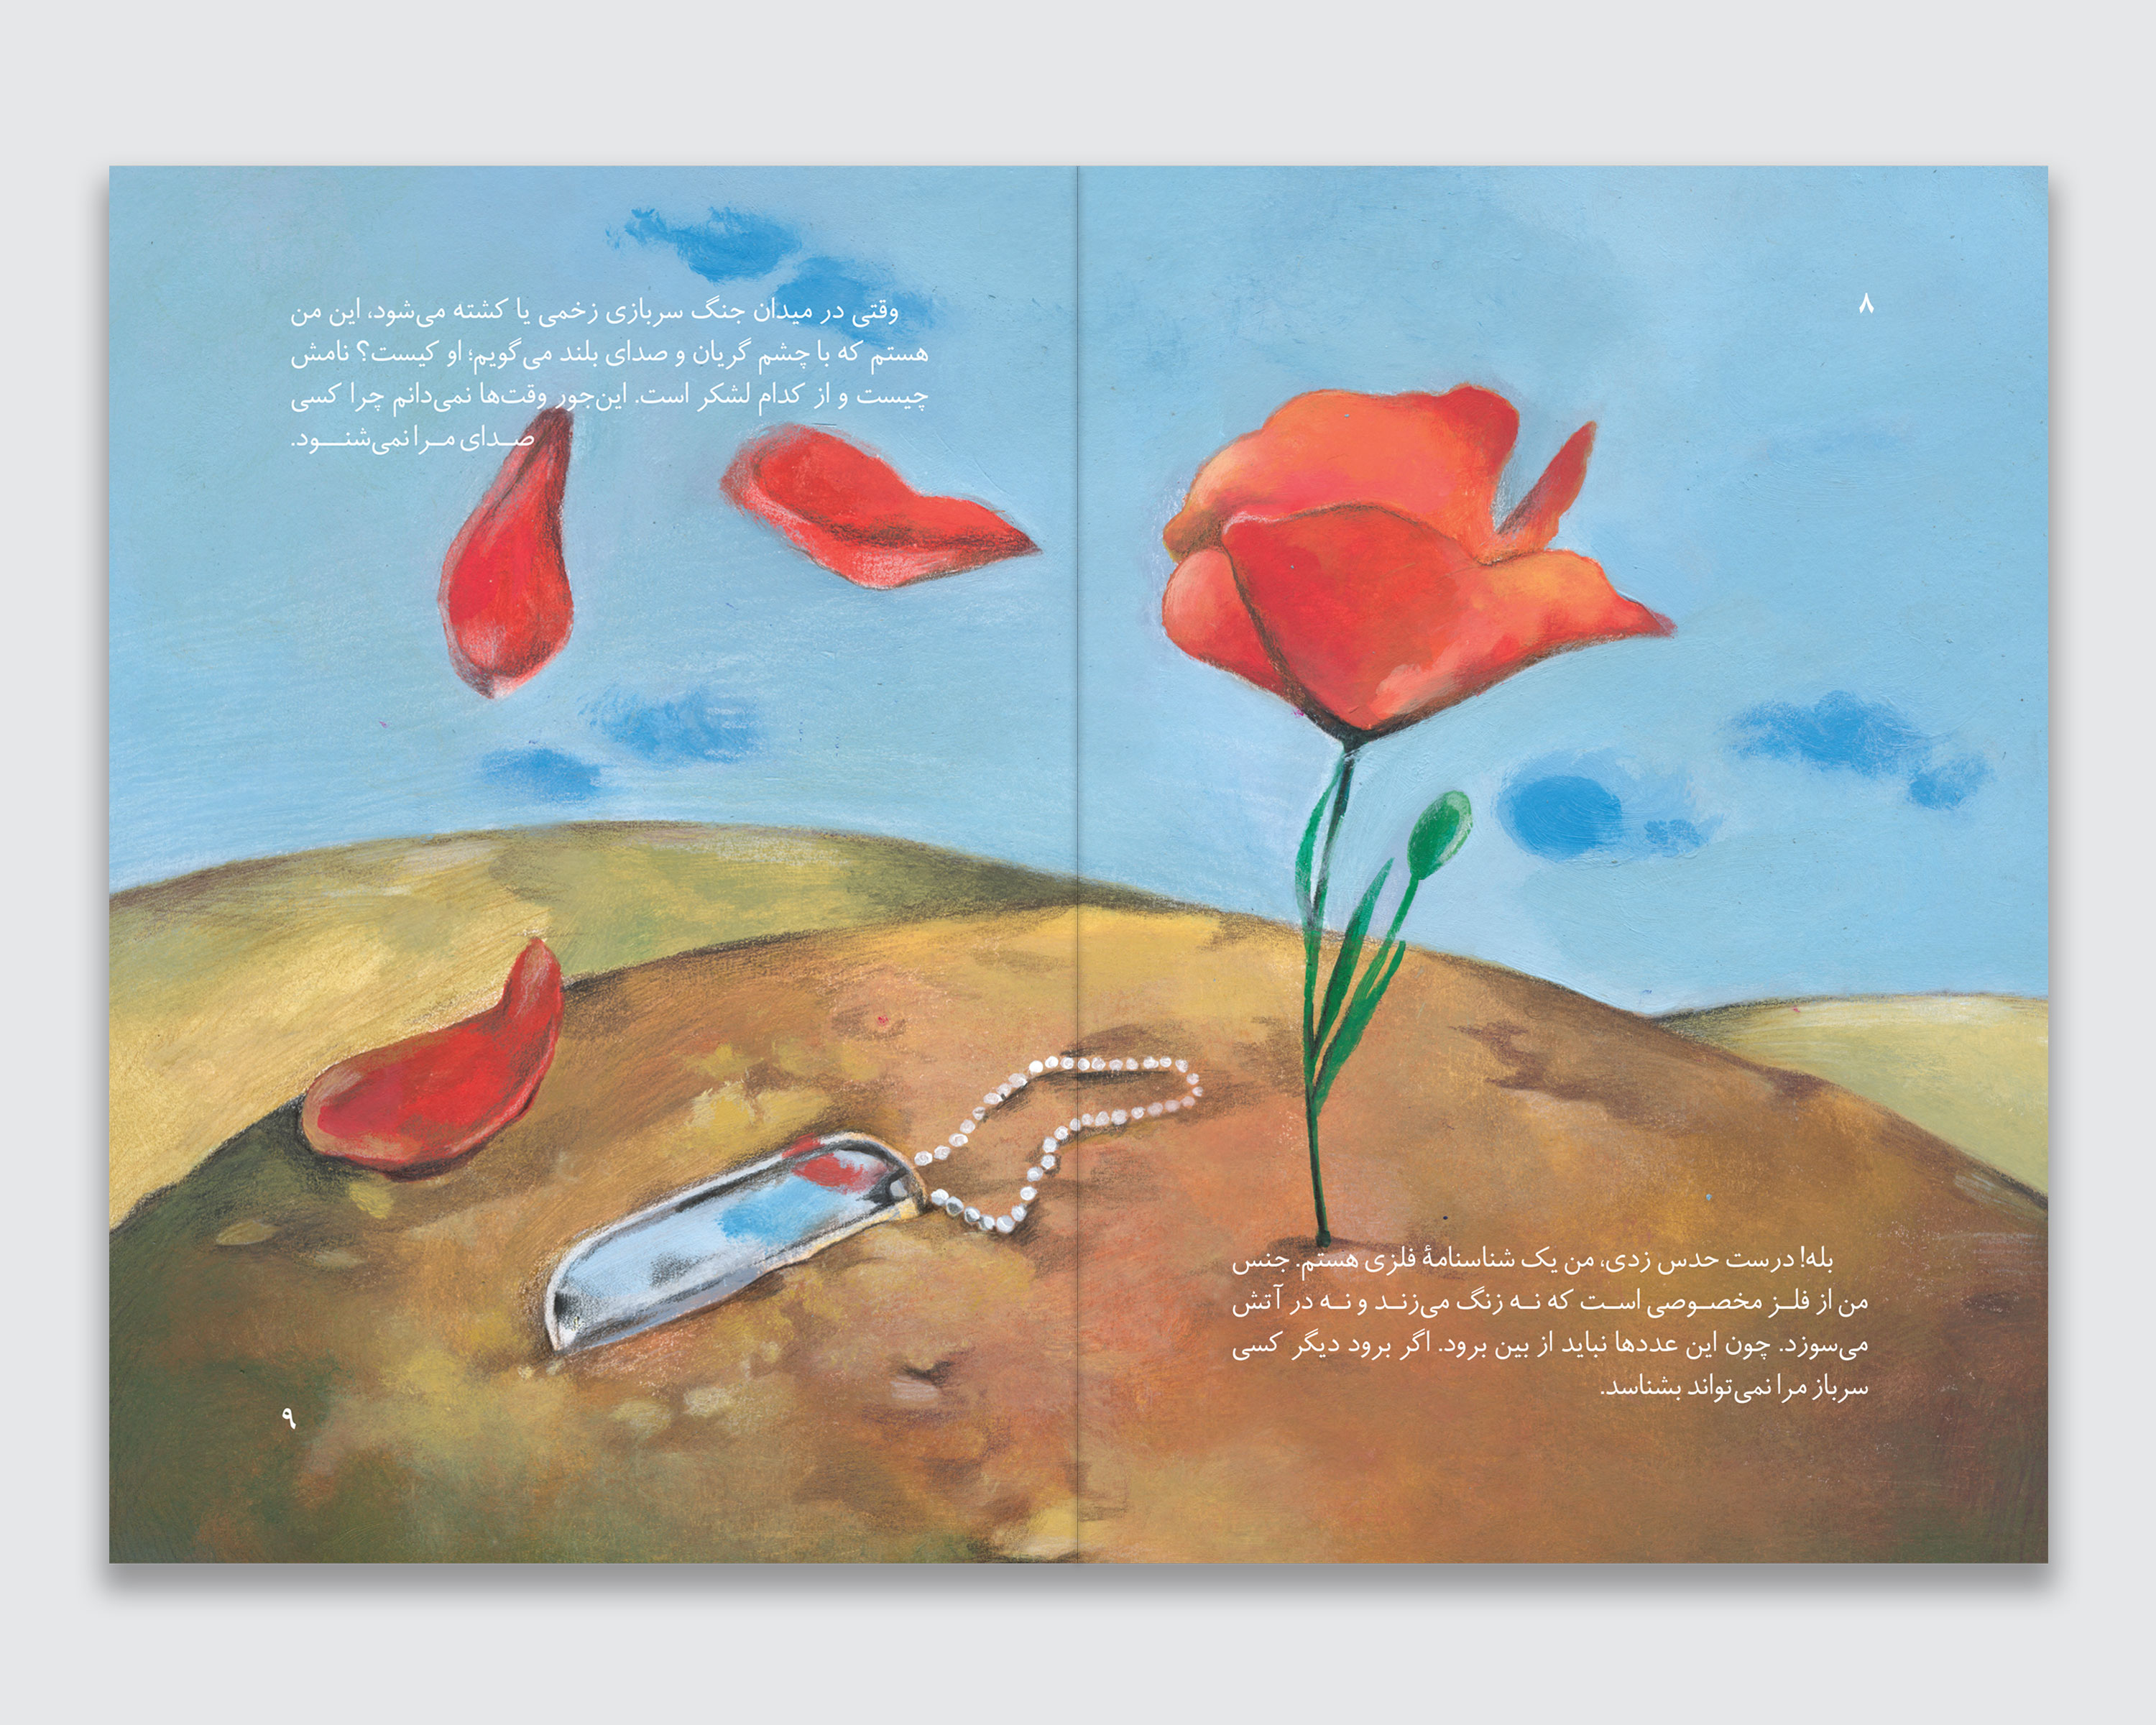 ۸
بله! درست حدس زدی، من یک شناسنامهٔ فلزی هستم. جنس
من از فلـز مخصـوصی اسـت که نـه زنگ می‌زنـد و نـه در آتش
می‌سوزد. چون این عددها نباید از بین برود. اگر برود دیگر کسی
سرباز مرا نمی‌تواند بشناسد.
وقتی در میدان جنگ سربازی زخمی یا کشته می‌شود، این من
هستم که با چشم گریان و صدای بلند می‌گویم؛ او کیست؟ نامش
چیست و از کدام لشکر است. این‌جور وقت‌ها نمی‌دانم چرا کسی
صـدای مـرا نمی‌شنـــود.
۹